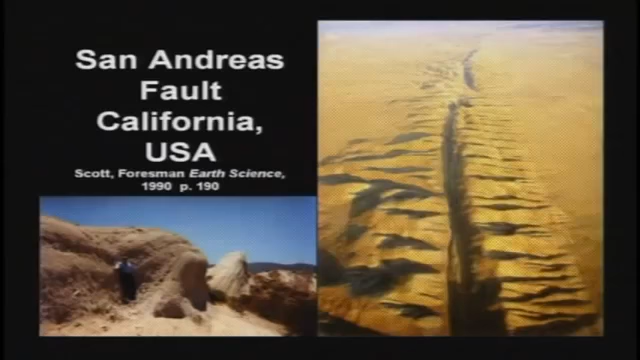 San Andreas
Fault
California,
USA
Scott, Foresman Earth Science,
1990 p. 190